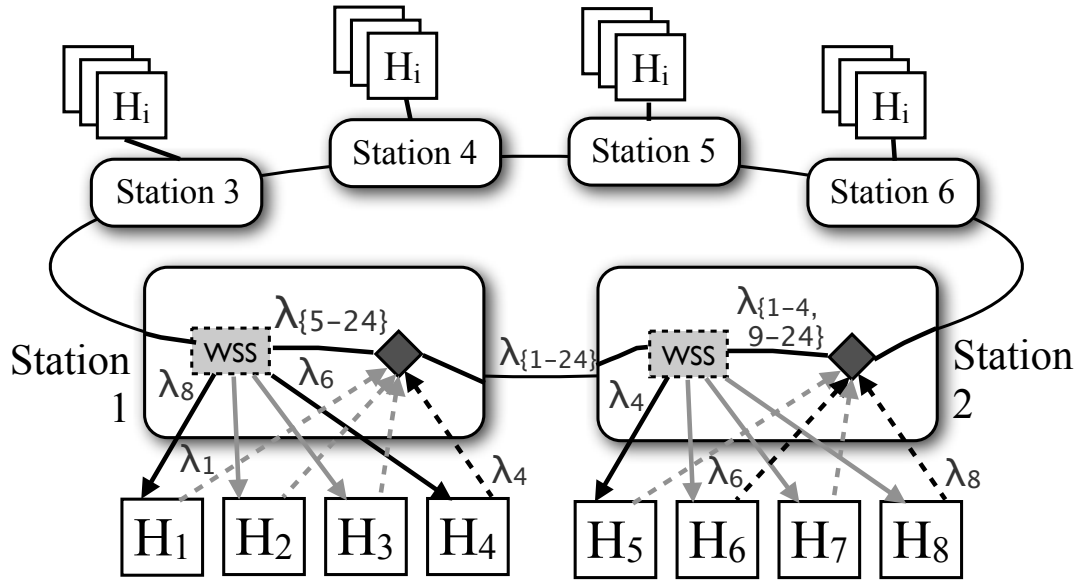 Hi
Hi
Hi
Hi
Station 3
Station 4
Station 5
Station 6
Station
1
WSS
λ{5-24}
λ8
λ6
λ1
λ4
λ{1-24}
WSS
λ{1-4,
9-24}
λ4
λ6
λ8
Station
2
H1
H2
H3
H4
H5
H6
H7
H8